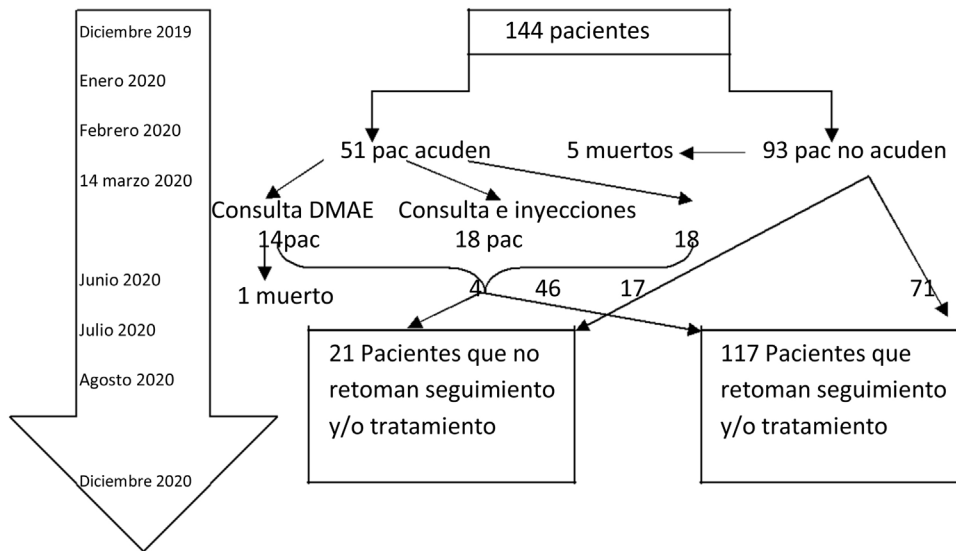 Diciembre 2019
Enero 2020
Febrero 2020
14 marzo 2020
Junio 2020
Julio 2020
Agosto 2020
Diciembre 2020
144 pacientes
51 pac acuden
5 muertos
93 pac no acuden
Consulta DMAE
14pac
Consulta e inyecciones
18 pac
18
1 muerto
4
46
17
71
21 Pacientes que no
retoman seguimiento
y/o tratamiento
117 Pacientes que
retoman seguimiento
y/o tratamiento